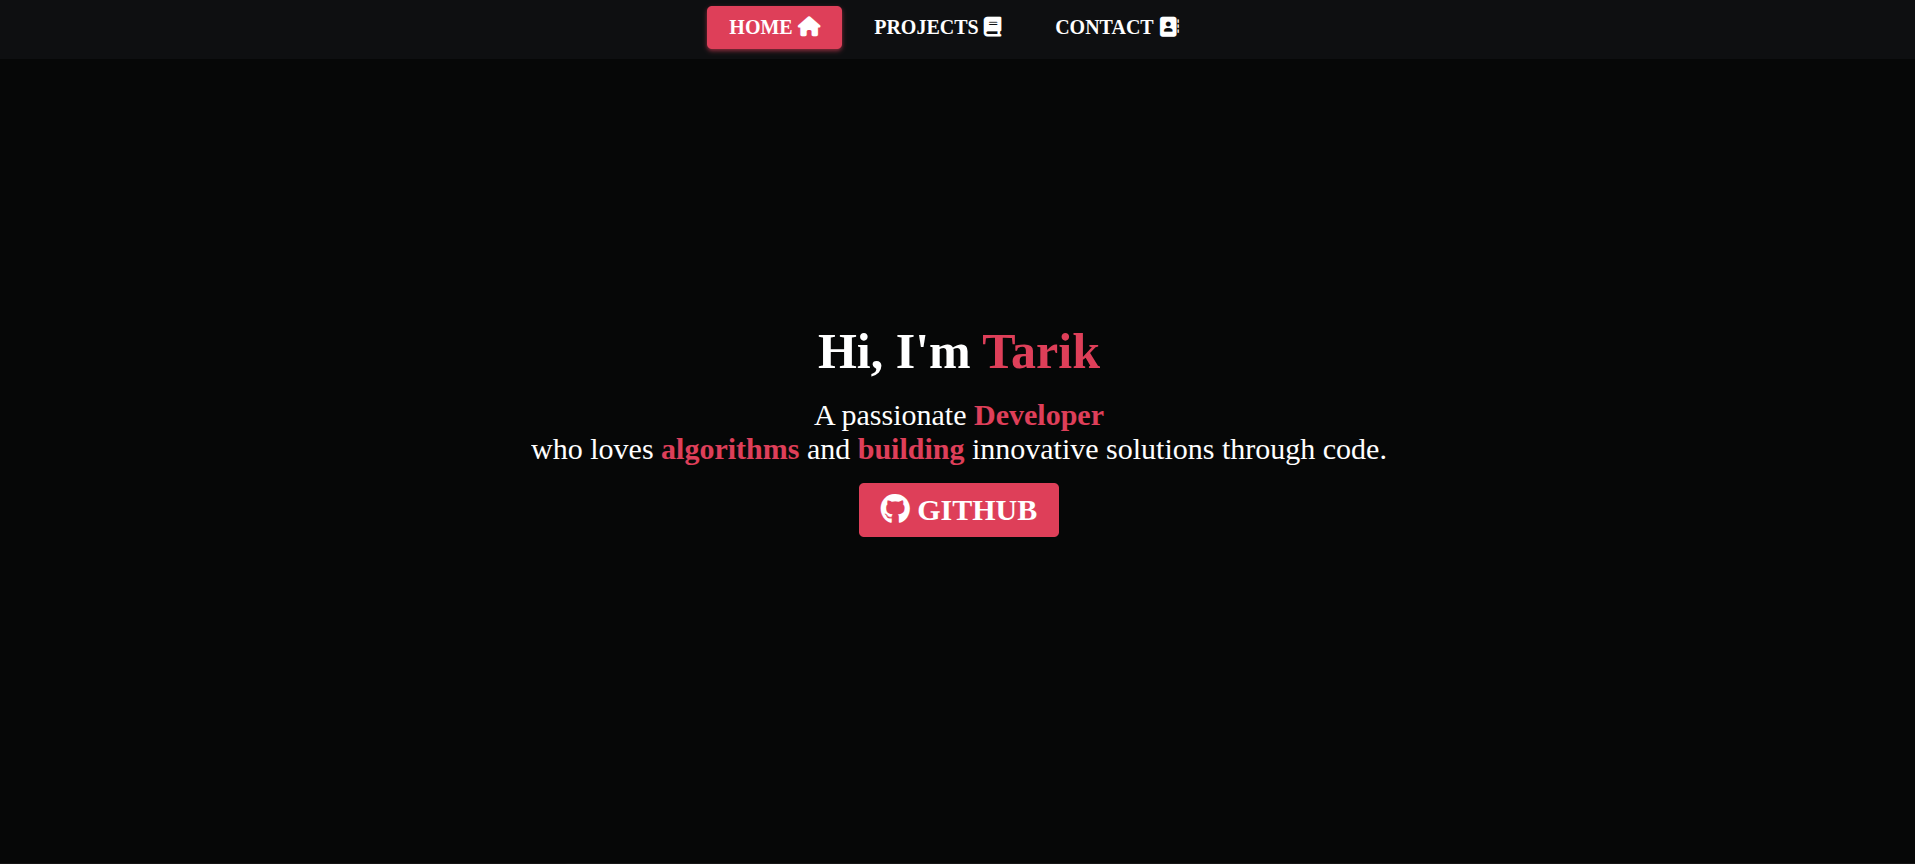 HOME
PROJECTS
CONTACT
Hi, I'm Tarik
A passionate Developer
who loves algorithms and building innovative solutions through code.
GITHUB